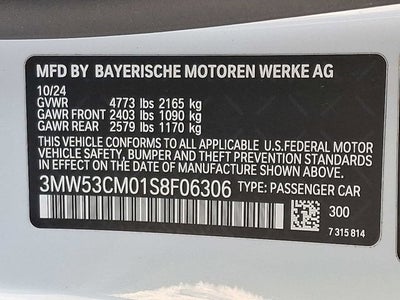 MFD BY BAYERISCHE MOTOREN WERKE AG
10/24
GVWR 4773 lbs 2165 kg
GAWR FRONT 2403 lbs 1090 kg
GAWR REAR 2579 lbs 1170 kg
THIS VEHICLE CONFORMS TO ALL APPLICABLE U.S.FEDERAL MOTOR
VEHICLE SAFETY, BUMPER, AND THEFT PREVENTION STANDARDS
IN EFFECT ON THE DATE OF MANUFACTURE SHOWN ABOVE.
3MW53CM01S8F06306 TYPE: PASSENGER CAR
300
7 315 814